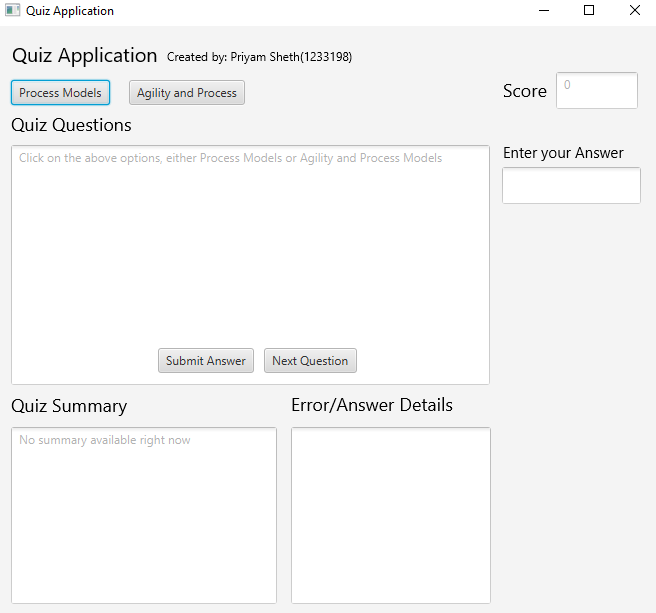 Quiz Application
Quiz Application Created by: Priyam Sheth(1233198)
Process Models Agility and Process
Score 0
Quiz Questions
Click on the above options, either Process Models or Agility and Process Models
Enter your Answer
Submit Answer Next Question
Quiz Summary
Error/Answer Details
No summary available right now